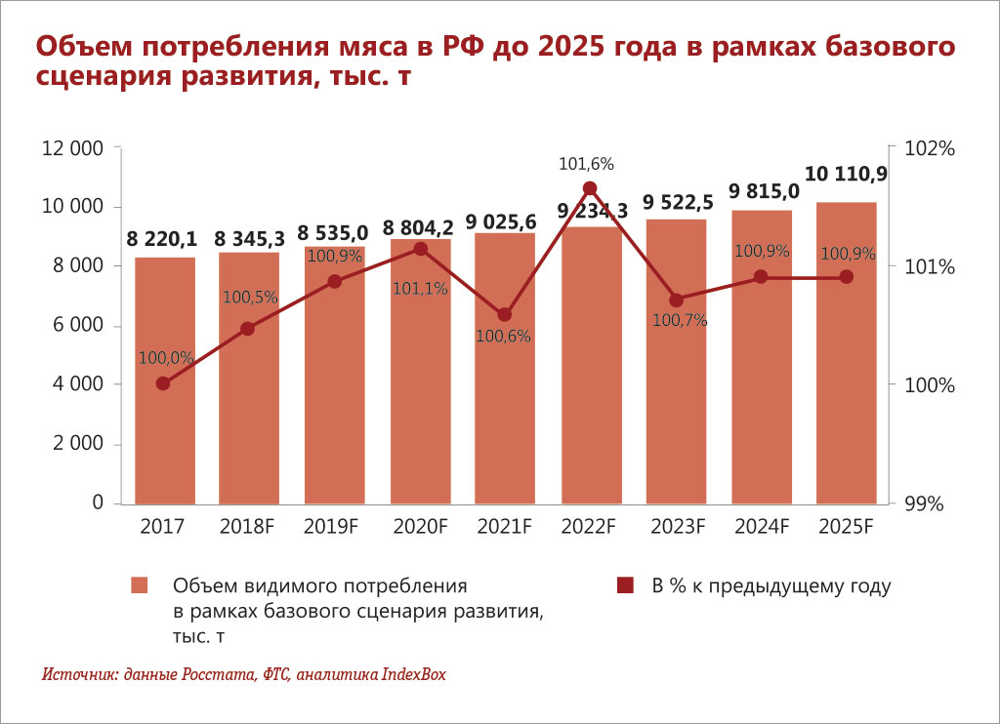 Объем потребления мяса в РФ до 2025 года в рамках базового
сценария развития, тыс. т
12 000
10 000
8 000
6 000
4 000
2 000
0
102%
101%
100%
99%
8 220,1
8 345,3
8 535,0
8 804,2
9 025,6
9 234,3
9 522,5
9 815,0
10 110,9
100,0%
100,5%
100,9%
101,1%
100,6%
101,6%
100,7%
100,9%
100,9%
2017
2018F
2019F
2020F
2021F
2022F
2023F
2024F
2025F
Объем видимого потребления
в рамках базового сценария развития,
тыс. т
В % к предыдущему году
Источник: данные Росстата, ФТС, аналитика IndexBox